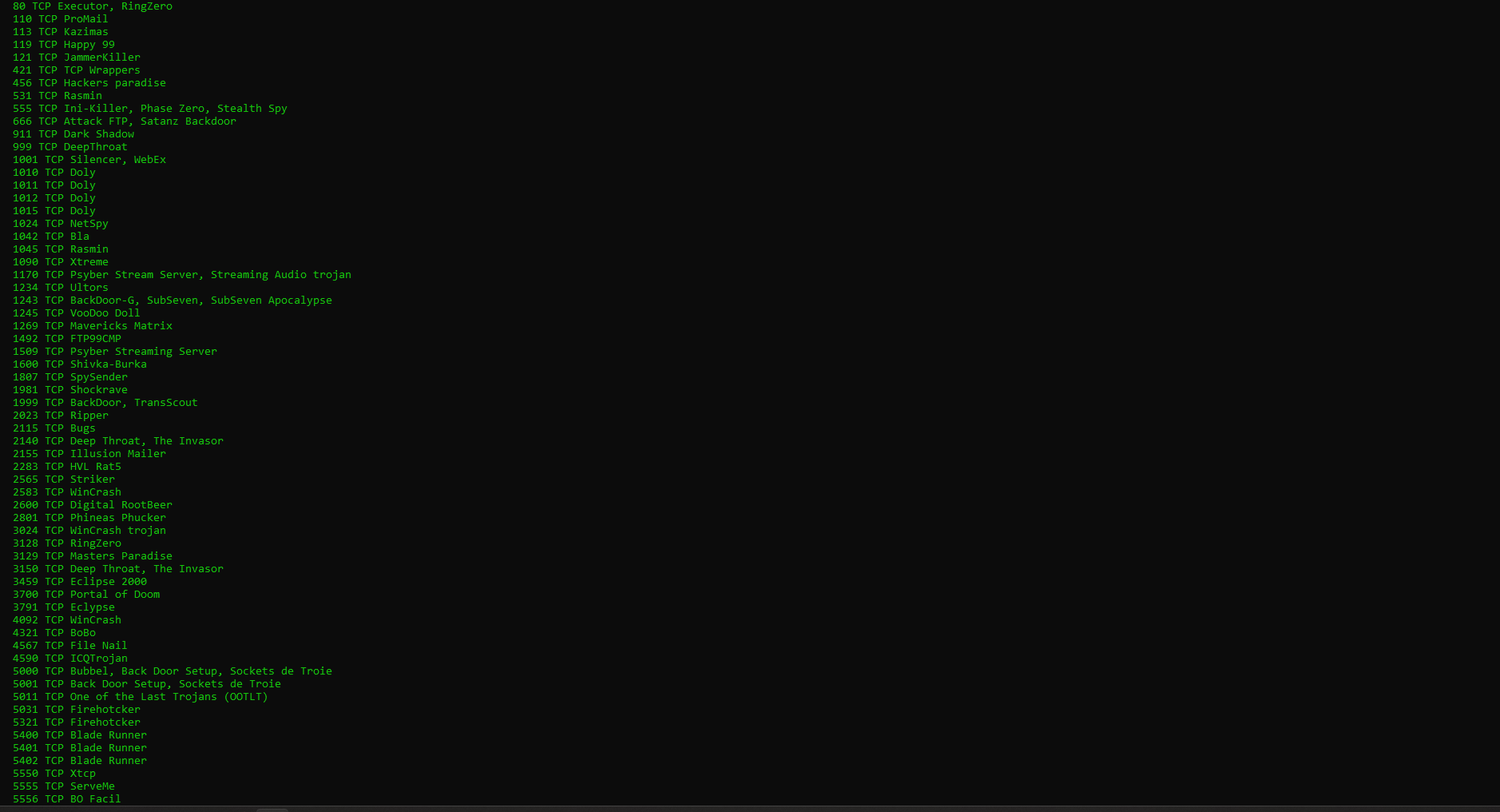 80 TCP Executor, RingZero
110 TCP ProMail
113 TCP Kazimas
119 TCP Happy 99
121 TCP JammerKiller
421 TCP TCP Wrappers
456 TCP Hackers paradise
531 TCP Rasmin
555 TCP Ini-Killer, Phase Zero, Stealth Spy
666 TCP Attack FTP, Satanz Backdoor
911 TCP Dark Shadow
999 TCP DeepThroat
1001 TCP Silencer, WebEx
1010 TCP Doly
1011 TCP Doly
1012 TCP Doly
1015 TCP Doly
1024 TCP NetSpy
1042 TCP Bla
1045 TCP Rasmin
1090 TCP Xtreme
1170 TCP Psyber Stream Server, Streaming Audio trojan
1234 TCP Ultors
1243 TCP BackDoor-G, SubSeven, SubSeven Apocalypse
1245 TCP VooDoo Doll
1269 TCP Mavericks Matrix
1492 TCP FTP99CMP
1509 TCP Psyber Streaming Server
1600 TCP Shivka-Burka
1807 TCP SpySender
1981 TCP Shockrave
1999 TCP BackDoor, TransScout
2023 TCP Ripper
2115 TCP Bugs
2140 TCP Deep Throat, The Invasor
2155 TCP Illusion Mailer
2283 TCP HVL Rat5
2565 TCP Striker
2583 TCP WinCrash
2600 TCP Digital RootBeer
2801 TCP Phineas Phucker
3024 TCP WinCrash trojan
3128 TCP RingZero
3129 TCP Masters Paradise
3150 TCP Deep Throat, The Invasor
3459 TCP Eclipse 2000
3700 TCP Portal of Doom
3791 TCP Eclypse
4092 TCP WinCrash
4321 TCP BoBo
4567 TCP File Nail
4590 TCP ICQTrojan
5000 TCP Bubbel, Back Door Setup, Sockets de Troie
5001 TCP Back Door Setup, Sockets de Troie
5011 TCP One of the Last Trojans (OOTLT)
5031 TCP Firehotcker
5321 TCP Firehotcker
5400 TCP Blade Runner
5401 TCP Blade Runner
5402 TCP Blade Runner
5550 TCP Xtcp
5555 TCP ServeMe
5556 TCP BO Facil